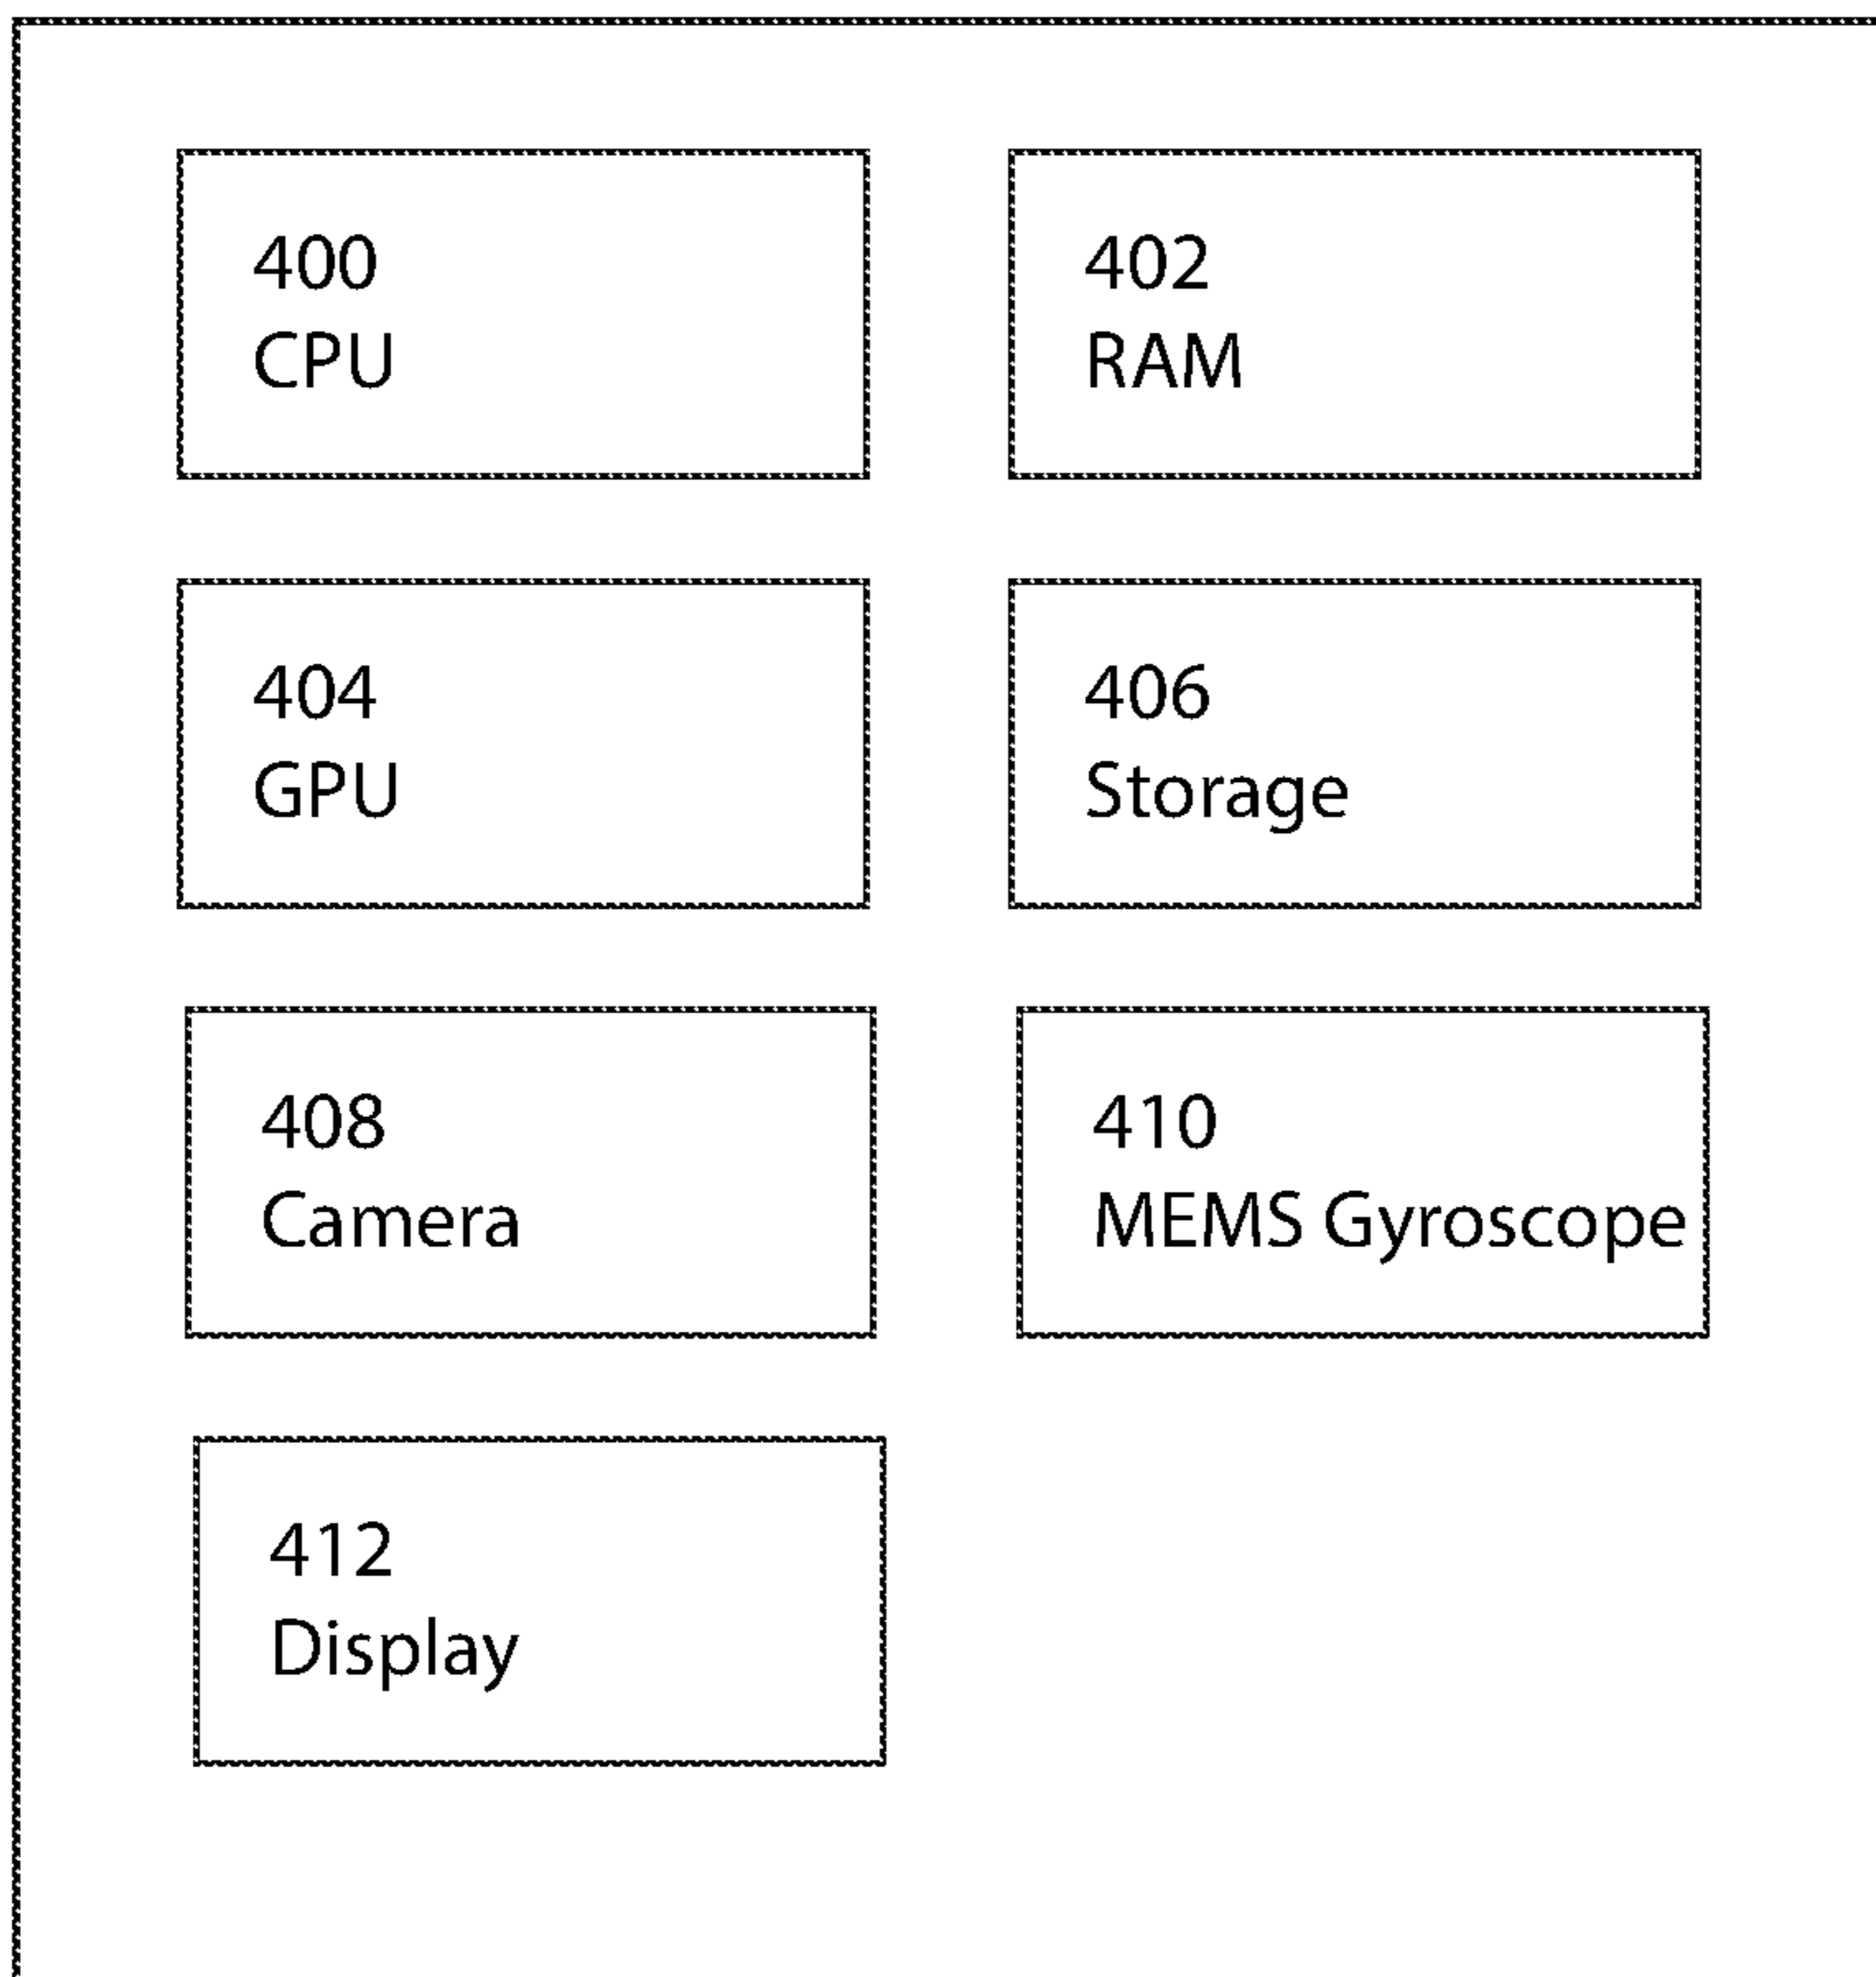 400
CPU
402
RAM
404
GPU
406
Storage
408
Camera
410
MEMS Gyroscope
412
Display